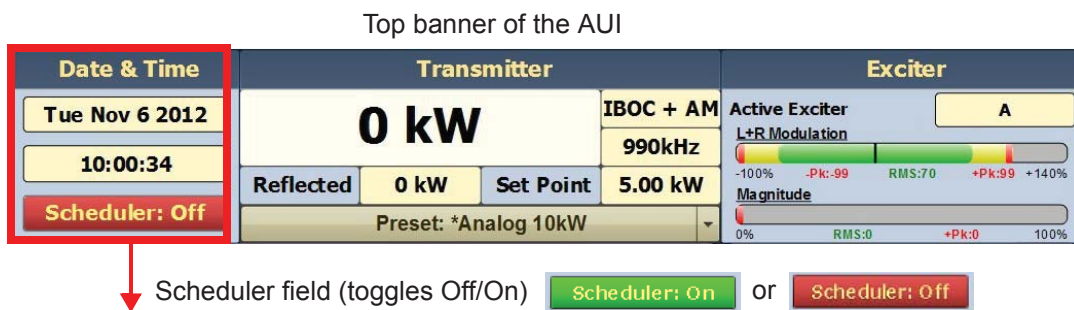 Top banner of the AUI
Date & Time Transmitter Exciter
Tue Nov 6 2012 0 kW IBOC + AM Active Exciter A
10:00:34 990kHz L+R Modulation
-100% -Pk:-99 RMS:70 +Pk:99 +140%
Reflected 0 kW Set Point 5.00 kW Magnitude
Scheduler: Off Preset: *Analog 10kW
0% RMS:0 +Pk:0 100%
Scheduler field (toggles Off/On) Scheduler: On or Scheduler: Off